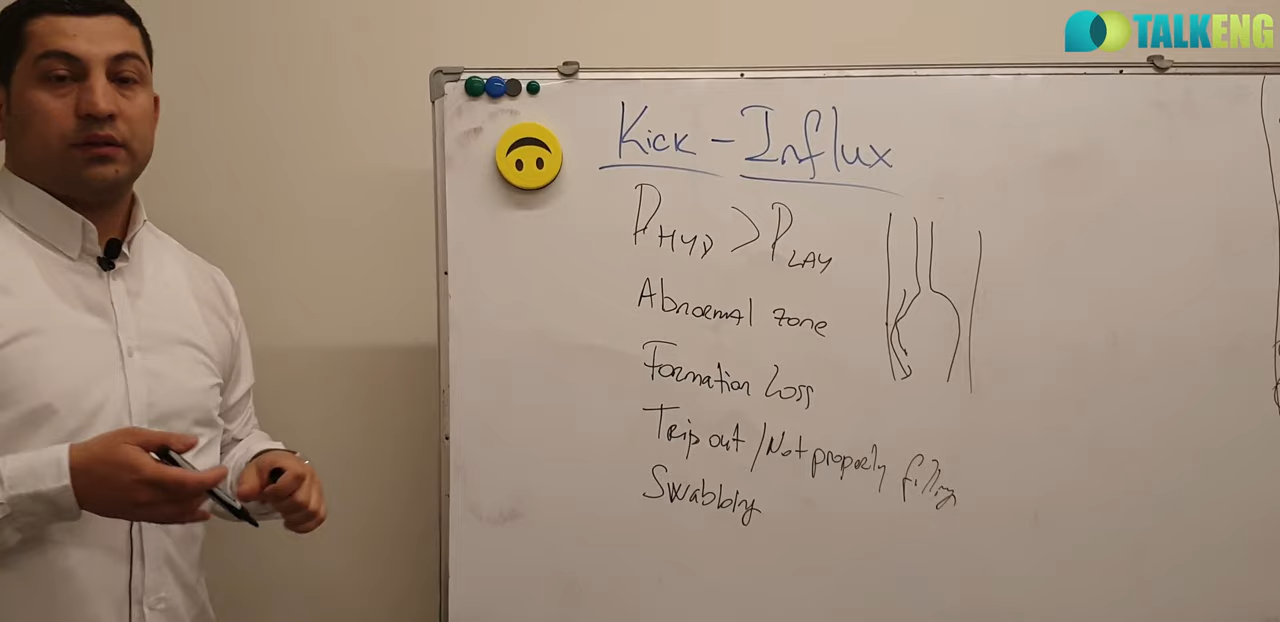 TALKENG
Kick - Influx
PHYD > PLAY
Abnormal zone
Formation Loss
Trip out / Not properly filling
Swabbing